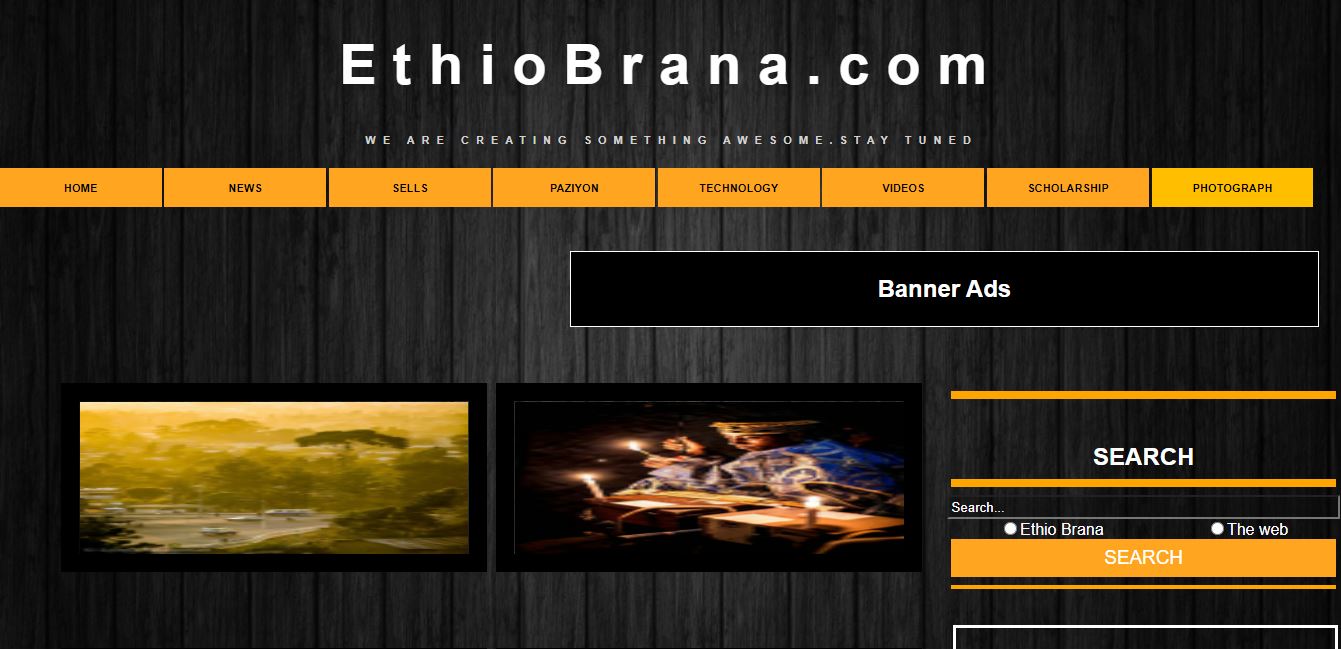 EthioBrana.com
WE ARE CREATING SOMETHING AWESOME.STAY TUNED
HOME NEWS SELLS PAZIYON TECHNOLOGY VIDEOS SCHOLARSHIP PHOTOGRAPH
Banner Ads
SEARCH
Search...
Ethio Brana The web
SEARCH